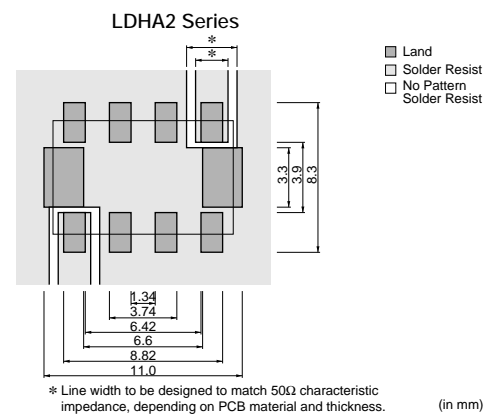 LDHA2 Series
*
*
Land
Solder Resist
No Pattern
Solder Resist
3.3
3.9
8.3
1.34
3.74
6.42
6.6
8.82
11.0
* Line width to be designed to match 50Ω characteristic
impedance, depending on PCB material and thickness.
(in mm)